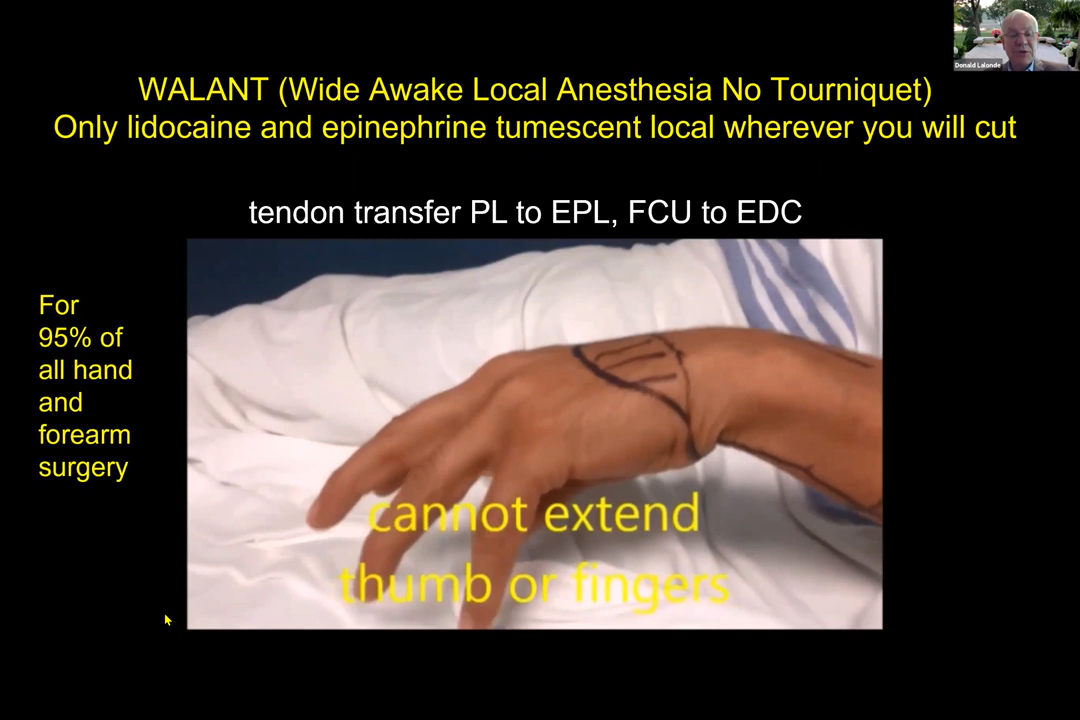 Donald Lalonde
WALANT (Wide Awake Local Anesthesia No Tourniquet)
Only lidocaine and epinephrine tumescent local wherever you will cut
tendon transfer PL to EPL, FCU to EDC
For
95% of
all hand
and
forearm
surgery
cannot extend
thumb or fingers